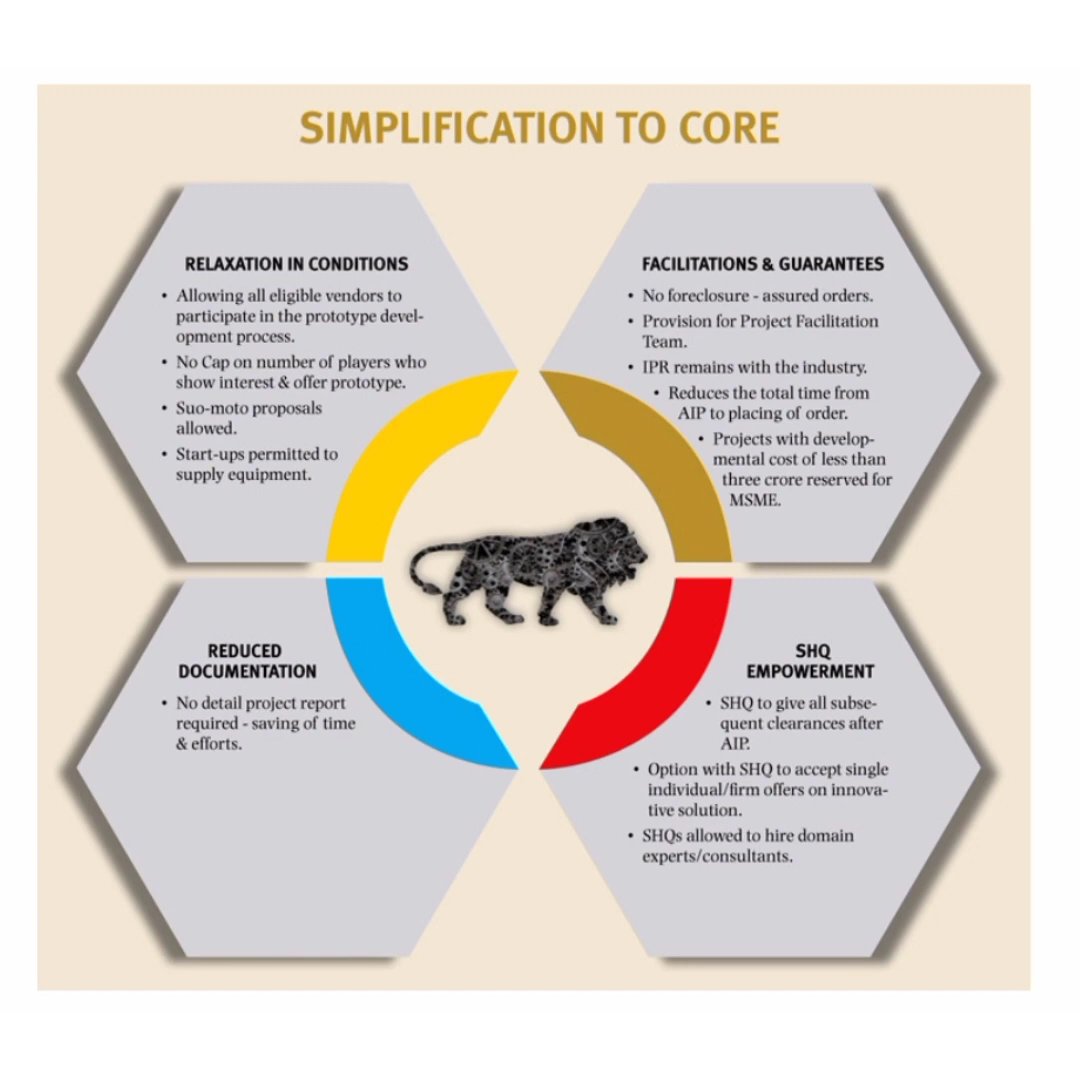 SIMPLIFICATION TO CORE
RELAXATION IN CONDITIONS
• Allowing all eligible vendors to
participate in the prototype devel-
opment process.
• No Cap on number of players who
show interest & offer prototype.
• Suo-moto proposals
allowed.
• Start-ups permitted to
supply equipment.
FACILITATIONS & GUARANTEES
• No foreclosure - assured orders.
• Provision for Project Facilitation
Team.
• IPR remains with the industry.
• Reduces the total time from
AIP to placing of order.
• Projects with develop-
mental cost of less than
three crore reserved for
MSME.
REDUCED
DOCUMENTATION
• No detail project report
required - saving of time
& efforts.
SHQ
EMPOWERMENT
• SHQ to give all subse-
quent clearances after
AIP.
• Option with SHQ to accept single
individual/firm offers on innova-
tive solution.
• SHQs allowed to hire domain
experts/consultants.